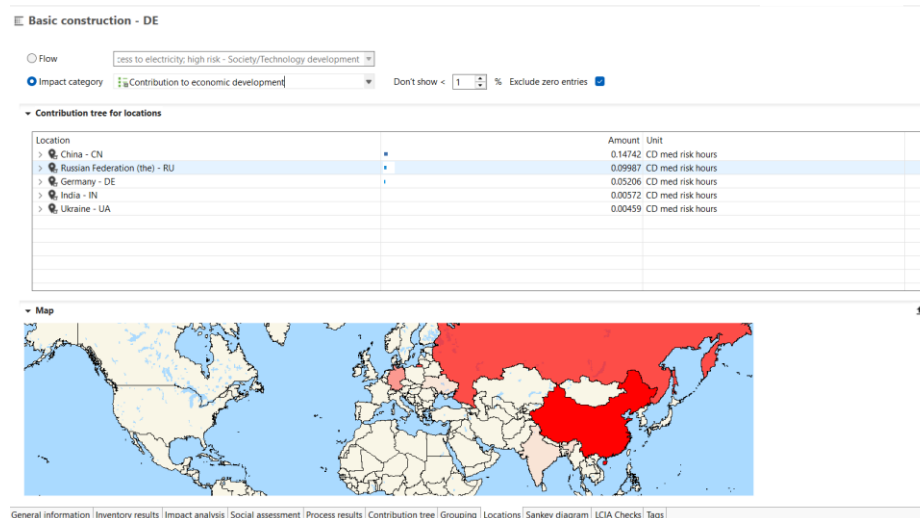 Basic construction - DE
Flow
:cess to electricity; high risk - Society/Technology development
Impact category
Contribution to economic development
Don't show < 1 % Exclude zero entries
Contribution tree for locations
Location Amount Unit
China - CN 0.14742 CD med risk hours
Russian Federation (the) - RU 0.09987 CD med risk hours
Germany - DE 0.05206 CD med risk hours
India - IN 0.00572 CD med risk hours
Ukraine - UA 0.00459 CD med risk hours
Map
General information Inventory results Impact analysis Social assessment Process results Contribution tree Grouping Locations Sankey diagram LCIA Checks Tags